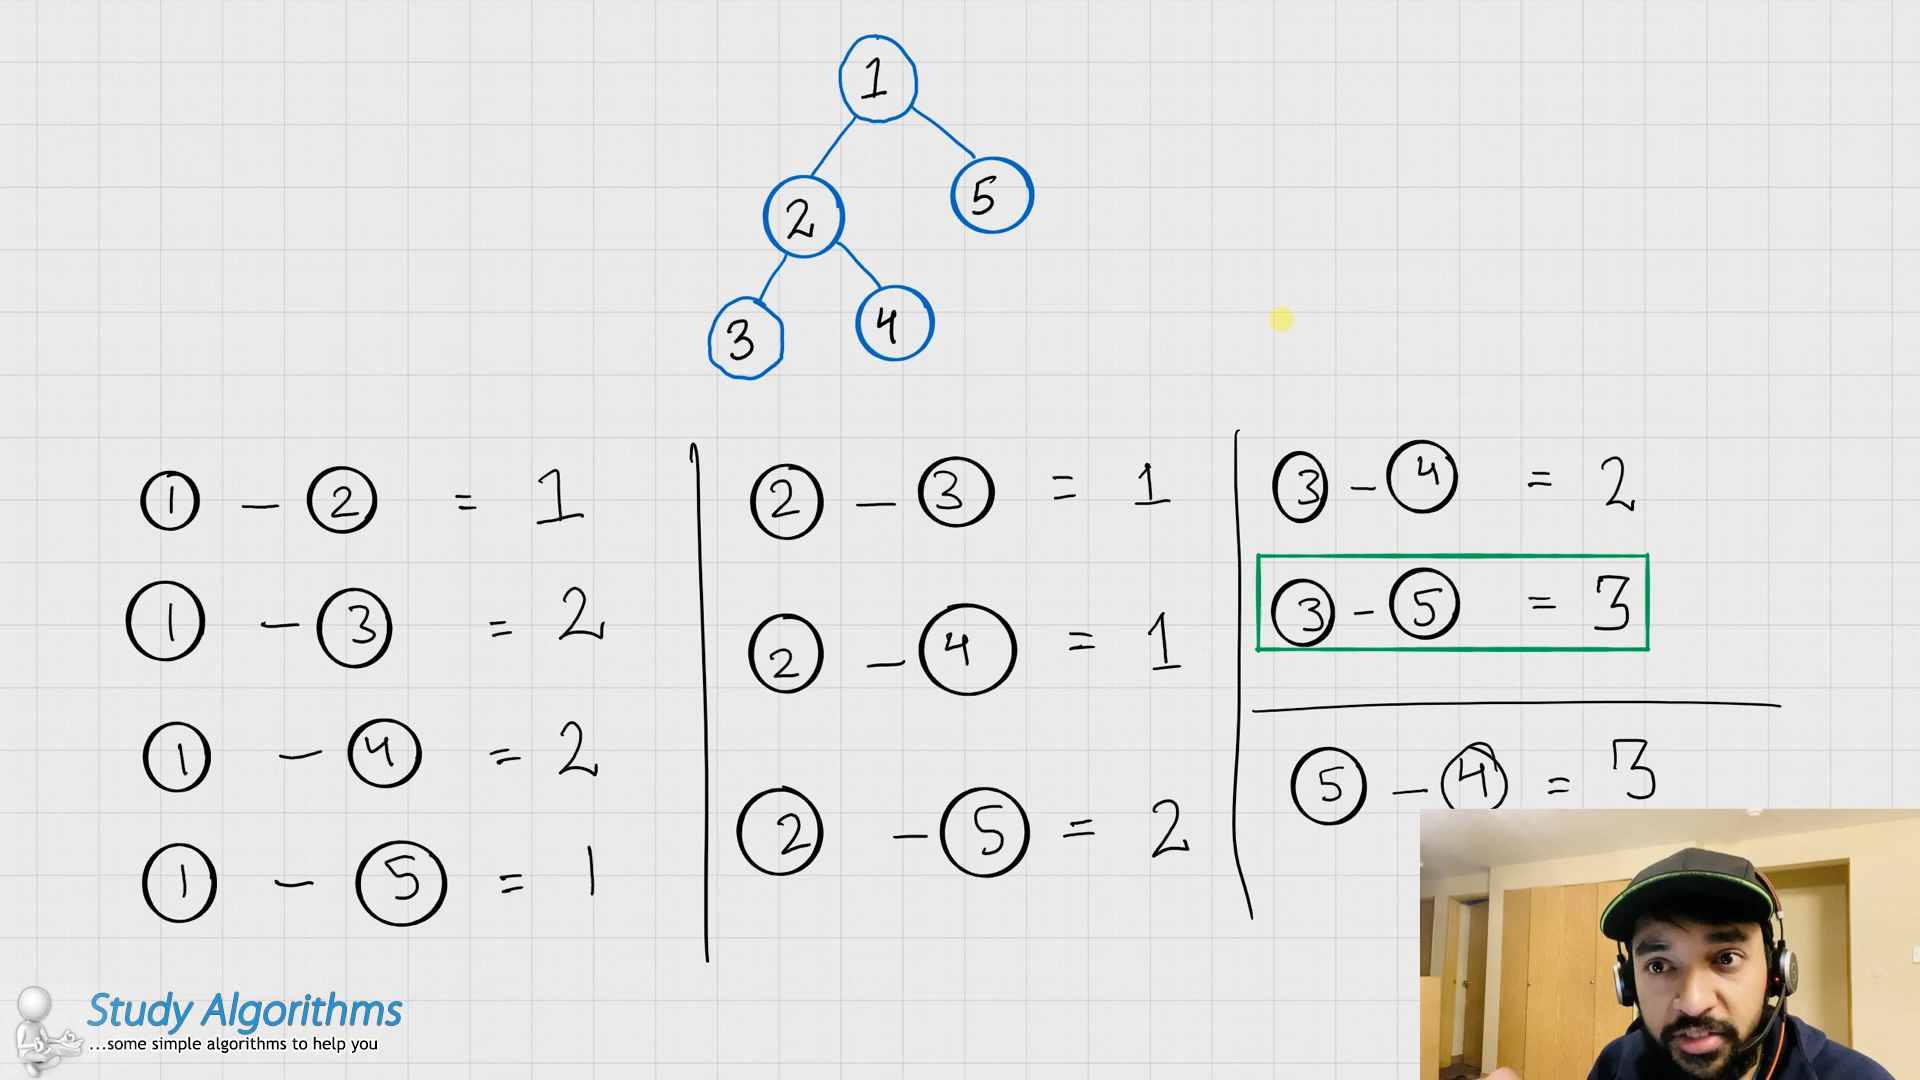 1
2 5
3 4
1 - 2 = 1
1 - 3 = 2
1 - 4 = 2
1 - 5 = 1
2 - 3 = 1
2 - 4 = 1
2 - 5 = 2
3 - 4 = 2
3 - 5 = 3
5 - 4 = 3
Study Algorithms
...some simple algorithms to help you